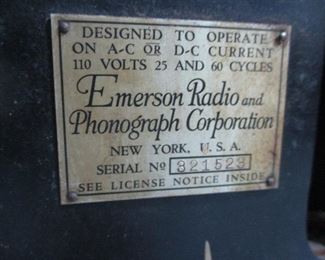 DESIGNED TO OPERATE
ON A-C OR D-C CURRENT
110 VOLTS 25 AND 60 CYCLES
Emerson Radio and
Phonograph Corporation
NEW YORK, U. S. A.
SERIAL No 821523
SEE LICENSE NOTICE INSIDE